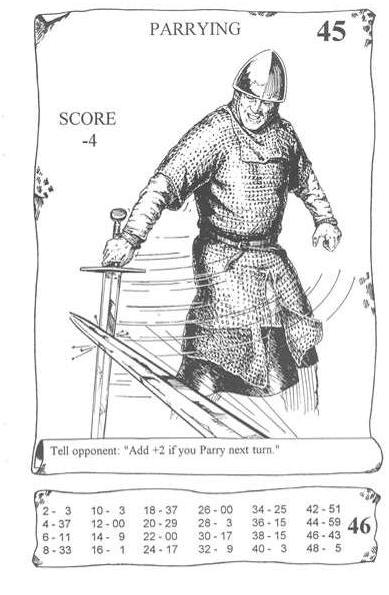 PARRYING
45
SCORE
-4
Tell opponent: "Add +2 if you Parry next turn."
2 - 3 10 - 3 18 - 37 26 - 00 34 - 25 42 - 51
4 - 37 12 - 00 20 - 29 28 - 3 36 - 15 44 - 59
6 - 11 14 - 9 22 - 00 30 - 17 38 - 15 46 - 43
8 - 33 16 - 1 24 - 17 32 - 9 40 - 3 48 - 5
46